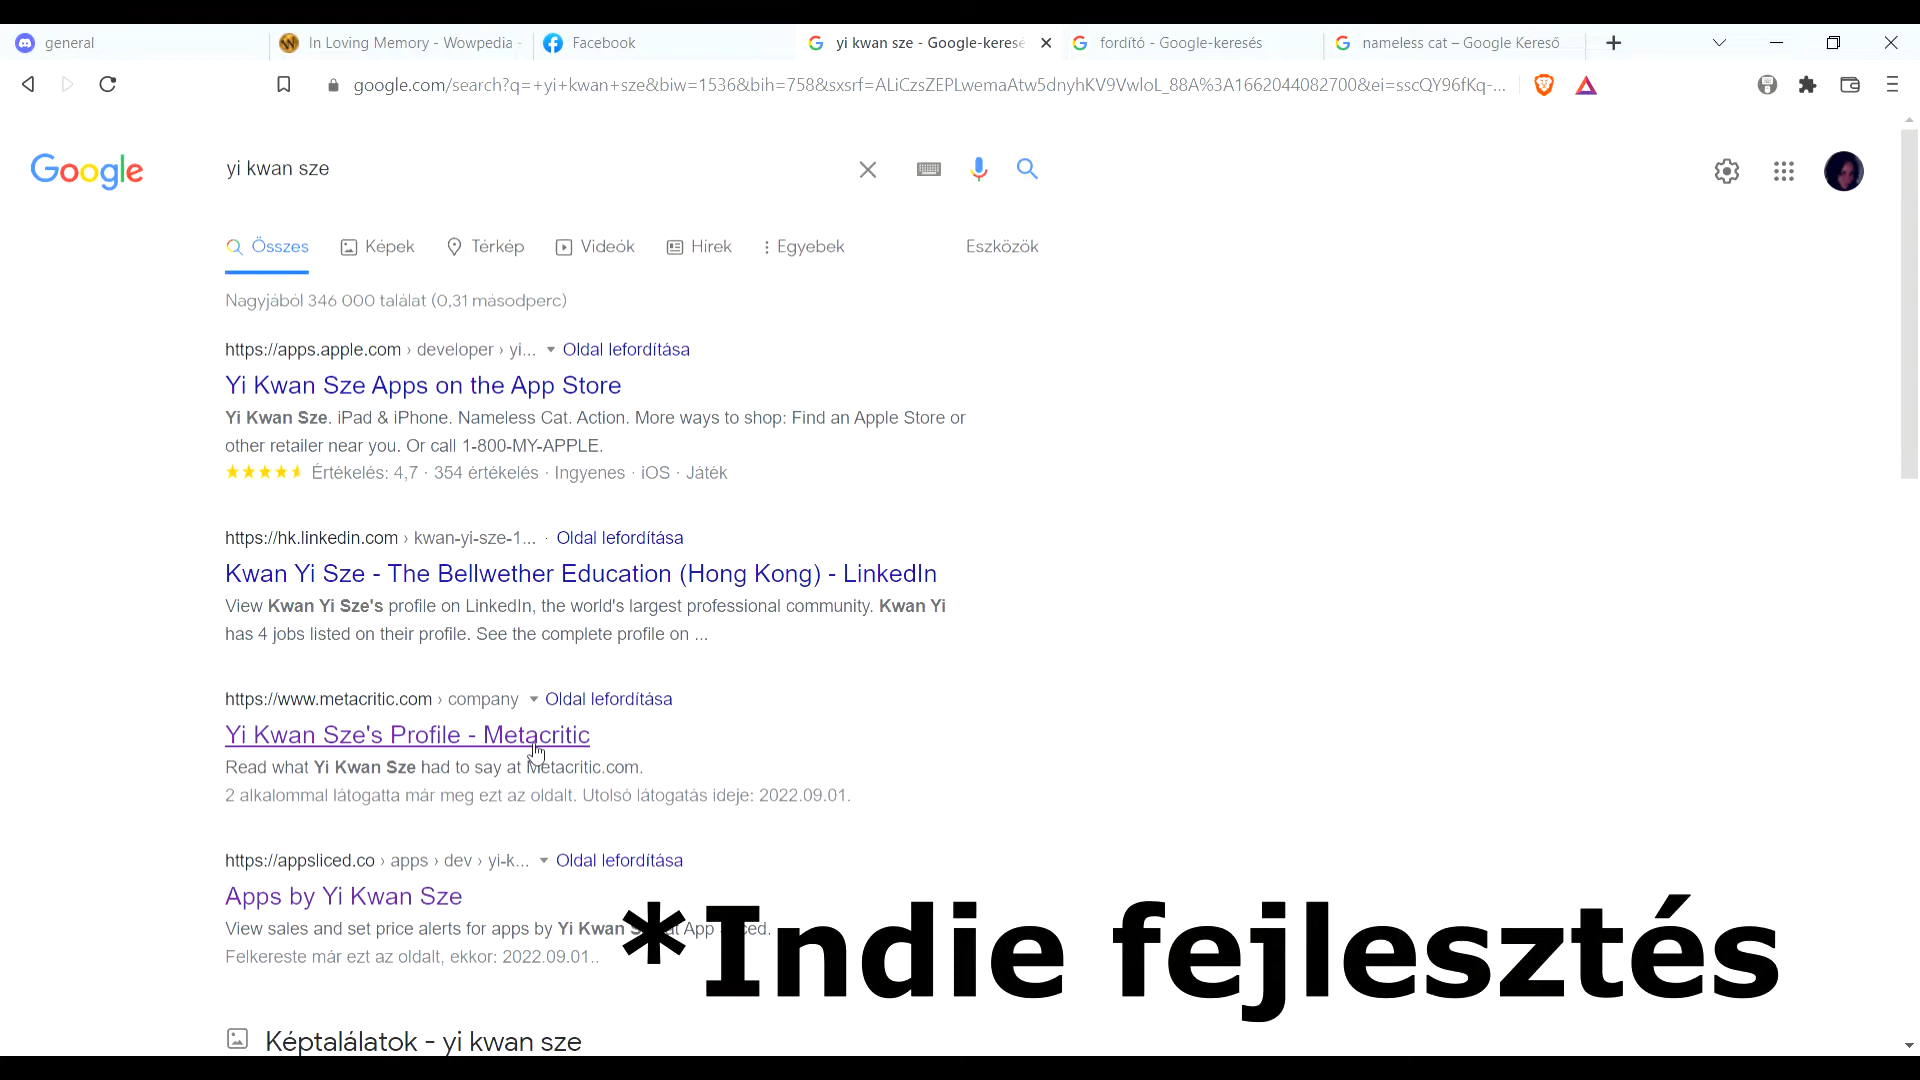 general
In Loving Memory - Wowpedia -
Facebook
yi kwan sze - Google-keresé
fordító - Google-keresés
nameless cat – Google Kereső
google.com/search?q=+yi+kwan+sze&biw=1536&bih=758&sxsrf=ALiCzsZEPLwemaAtw5dnyhKV9VwloL_88A%3A1662044082700&ei=sscQY96fKq-...
Google
yi kwan sze
Összes
Képek
Térkép
Videók
Hírek
Egyebek
Eszközök
Nagyjából 346 000 találat (0,31 másodperc)
https://apps.apple.com › developer › yi... Oldal lefordítása
Yi Kwan Sze Apps on the App Store
Yi Kwan Sze. iPad & iPhone. Nameless Cat. Action. More ways to shop: Find an Apple Store or
other retailer near you. Or call 1-800-MY-APPLE.
Értékelés: 4,7 · 354 értékelés · Ingyenes · iOS · Játék
https://hk.linkedin.com › kwan-yi-sze-1... · Oldal lefordítása
Kwan Yi Sze - The Bellwether Education (Hong Kong) - LinkedIn
View Kwan Yi Sze's profile on LinkedIn, the world's largest professional community. Kwan Yi
has 4 jobs listed on their profile. See the complete profile on ...
https://www.metacritic.com › company Oldal lefordítása
Yi Kwan Sze's Profile - Metacritic
Read what Yi Kwan Sze had to say at Metacritic.com.
2 alkalommal látogatta már meg ezt az oldalt. Utolsó látogatás ideje: 2022.09.01.
https://appsliced.co › apps › dev › yi-k... Oldal lefordítása
Apps by Yi Kwan Sze
View sales and set price alerts for apps by Yi Kwan
Felkereste már ezt az oldalt, ekkor: 2022.09.01..
*Indie fejlesztés
Képtalálatok - yi kwan sze